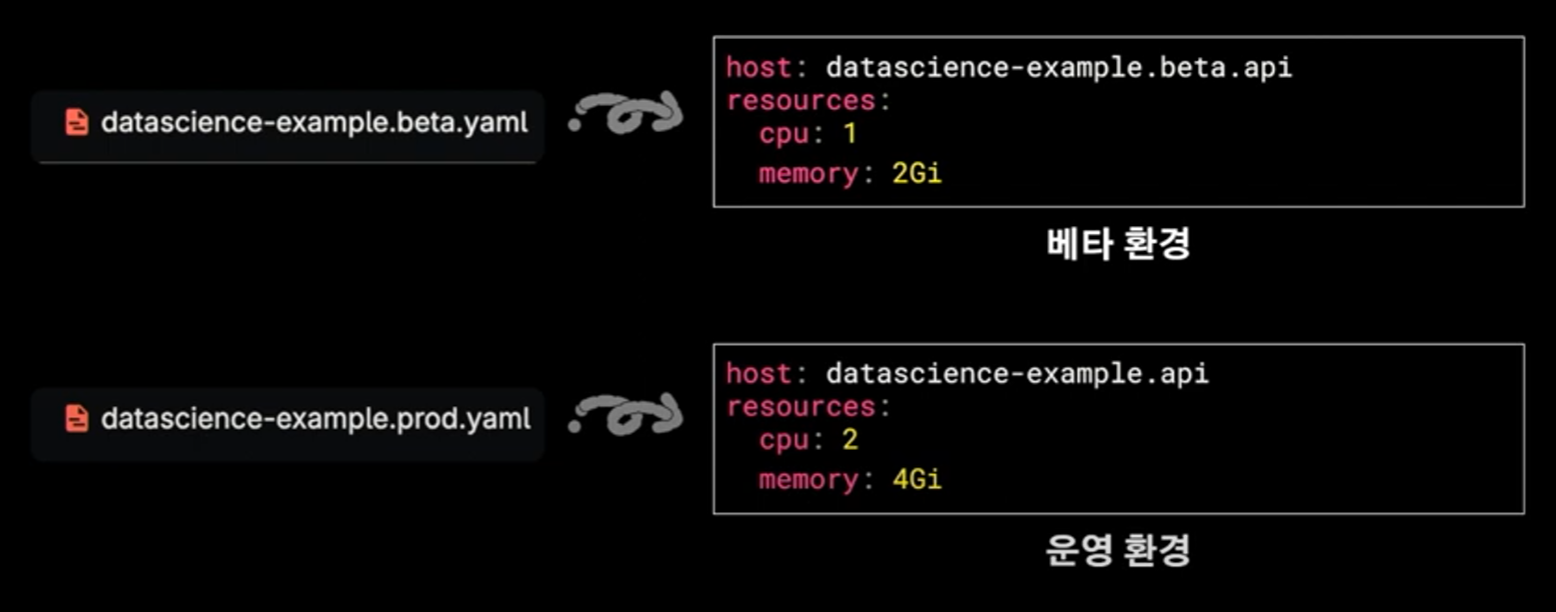 datascience-example.beta.yaml
host: datascience-example.beta.api
resources:
  cpu: 1
  memory: 2Gi
베타 환경
datascience-example.prod.yaml
host: datascience-example.api
resources:
  cpu: 2
  memory: 4Gi
운영 환경